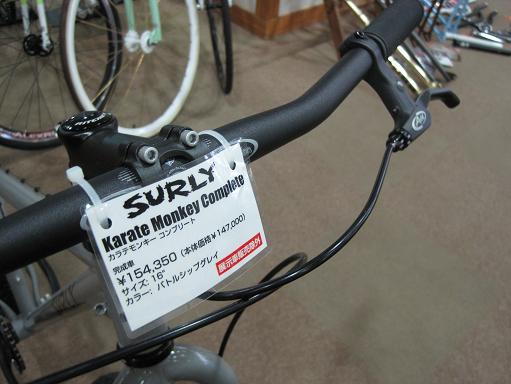 RITCHEY
SURLY
Karate Monkey Complete
カラテモンキー コンプリート
完成車
¥154,350（本体価格¥147,000）
サイズ: 16"
カラー: バトルシップグレイ
展示車販売除外